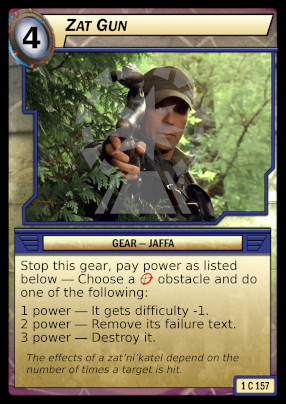 4
ZAT GUN
GEAR – JAFFA
Stop this gear, pay power as listed
below — Choose a obstacle and do
one of the following:
1 power — It gets difficulty -1.
2 power — Remove its failure text.
3 power — Destroy it.
The effects of a zat'ni'katel depend on the
number of times a target is hit.
1 C 157